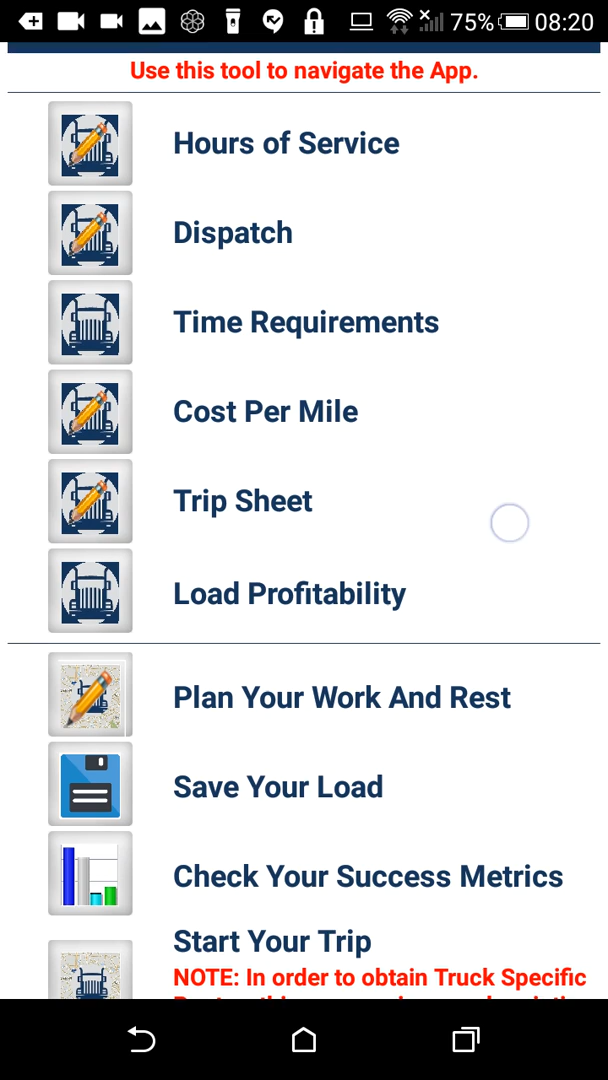 75% 08:20
Use this tool to navigate the App.
Hours of Service
Dispatch
Time Requirements
Cost Per Mile
Trip Sheet
Load Profitability
Plan Your Work And Rest
Save Your Load
Check Your Success Metrics
Start Your Trip
NOTE: In order to obtain Truck Specific